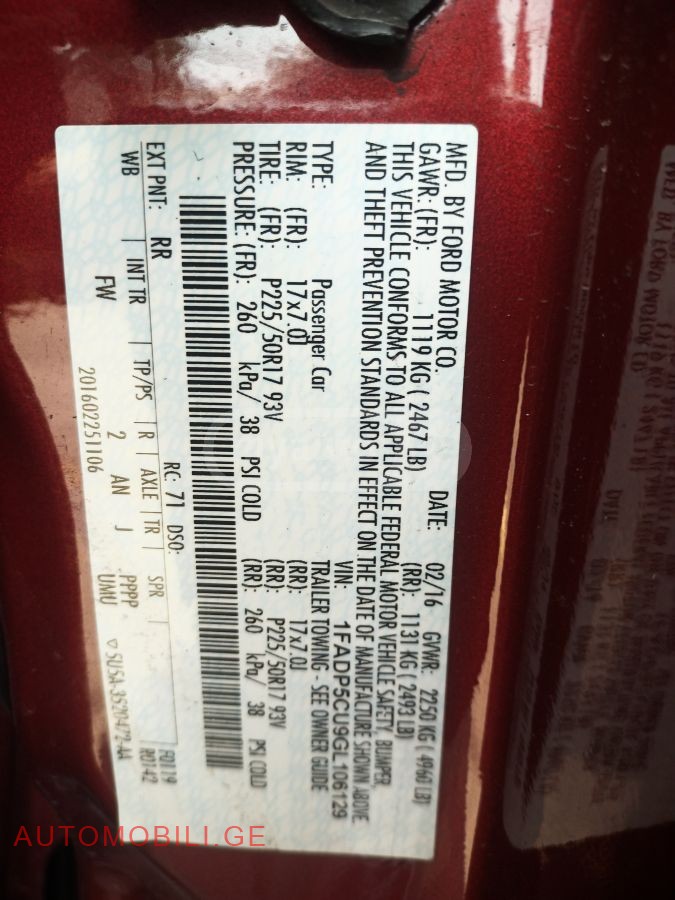 MFD. BY FORD MOTOR CO.
DATE: 02/16 GVWR: 2250 KG ( 4960 LB)
GAWR: (FR): 1119 KG ( 2467 LB) (RR): 1131 KG ( 2493 LB)
THIS VEHICLE CONFORMS TO ALL APPLICABLE FEDERAL MOTOR VEHICLE SAFETY, BUMPER,
AND THEFT PREVENTION STANDARDS IN EFFECT ON THE DATE OF MANUFACTURE SHOWN ABOVE.
VIN: 1FADP5CU9GL106129
TYPE: Passenger Car TRAILER TOWING - SEE OWNER GUIDE
RIM: (FR): 17x7.0J (RR): 17x7.0J
TIRE: (FR): P225/50R17 93V (RR): P225/50R17 93V
PRESSURE: (FR): 260 kPa/ 38 PSI COLD (RR): 260 kPa/ 38 PSI COLD
EXT PNT: RR RC: 71 DSO: F0119
WB INT TR TP/PS R AXLE TR SPR R0142
FW 2 AN J PPPP
201602251106 UMU
AUTOMOBILI.GE